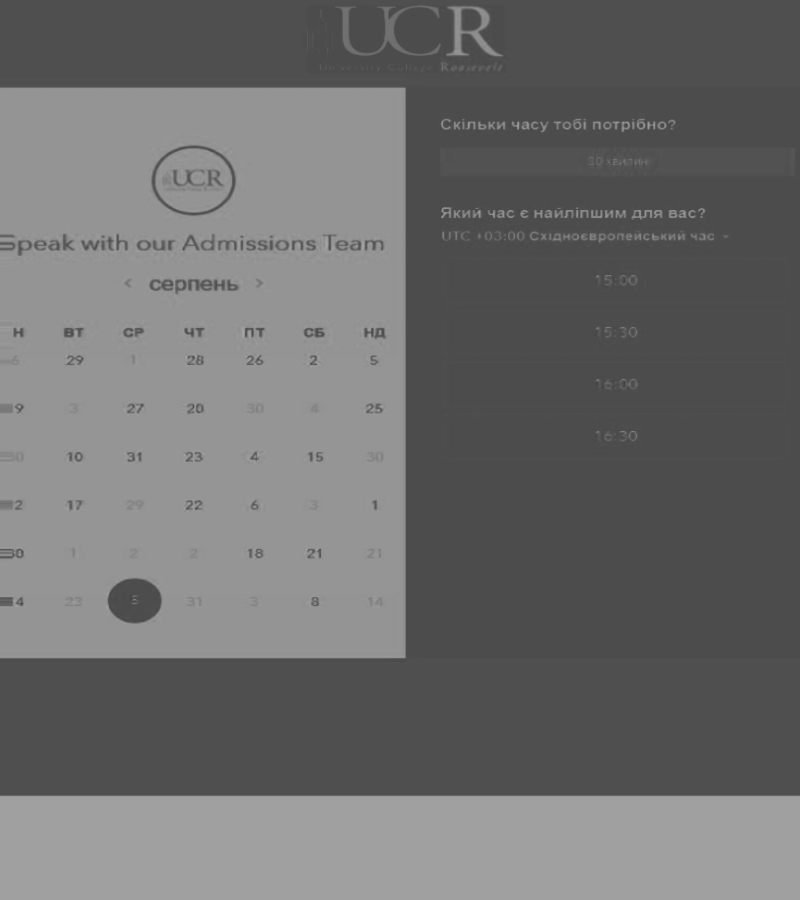 UCR
University College Roosevelt
UCR
Speak with our Admissions Team
< серпень >
Н ВТ СР ЧТ ПТ СБ НД
6 29 1 28 26 2 5
9 3 27 20 30 4 25
30 10 31 23 4 15 30
2 17 29 22 6 3 1
30 1 2 2 18 21 21
4 23 31 3 8 14
Скільки часу тобі потрібно?
30 хвилин
Який час є найліпшим для вас?
UTC +03:00 Східноєвропейський час
15:00
15:30
16:00
16:30